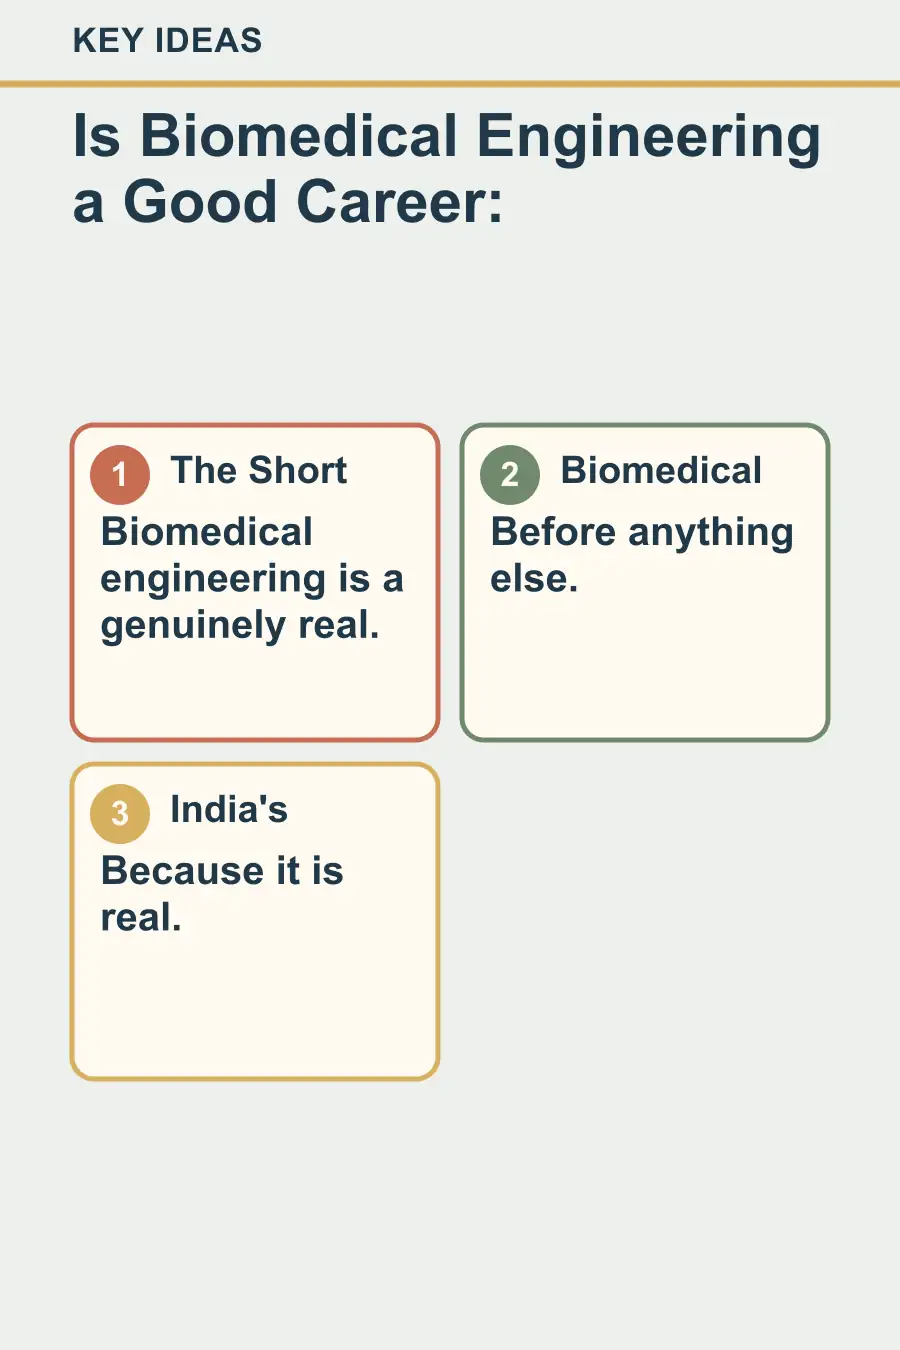 KEY IDEAS
Is Biomedical Engineering
a Good Career:
1 The Short
Biomedical
engineering is a
genuinely real.
2 Biomedical
Before anything
else.
3 India's
Because it is
real.